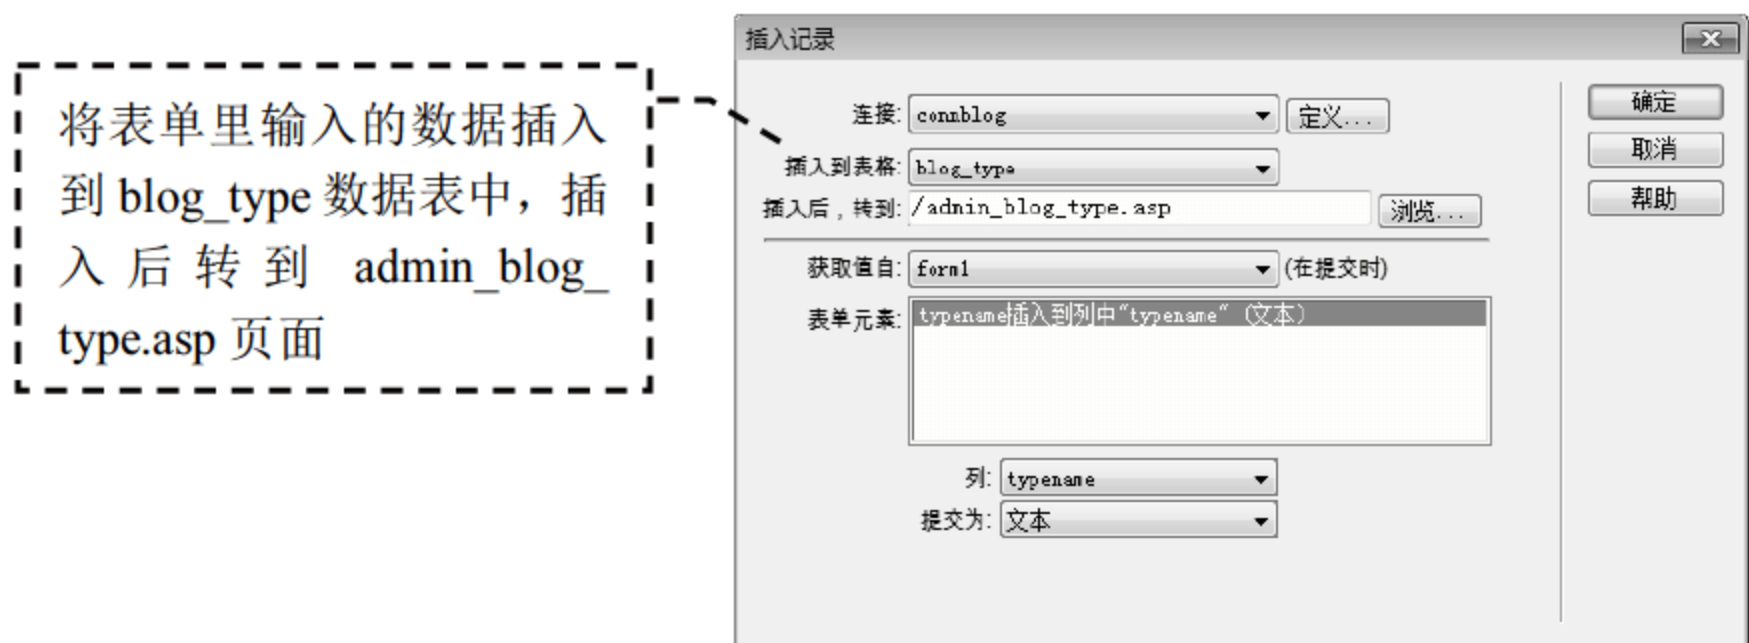 将表单里输入的数据插入
到 blog_type 数据表中，插
入后转到 admin_blog_
type.asp 页面
插入记录
连接: connblog 定义...
插入到表格: blog_type
插入后，转到: /admin_blog_type.asp 浏览...
获取值自: form1 (在提交时)
表单元素: typename插入到列中"typename" (文本)
列: typename
提交为: 文本
确定
取消
帮助